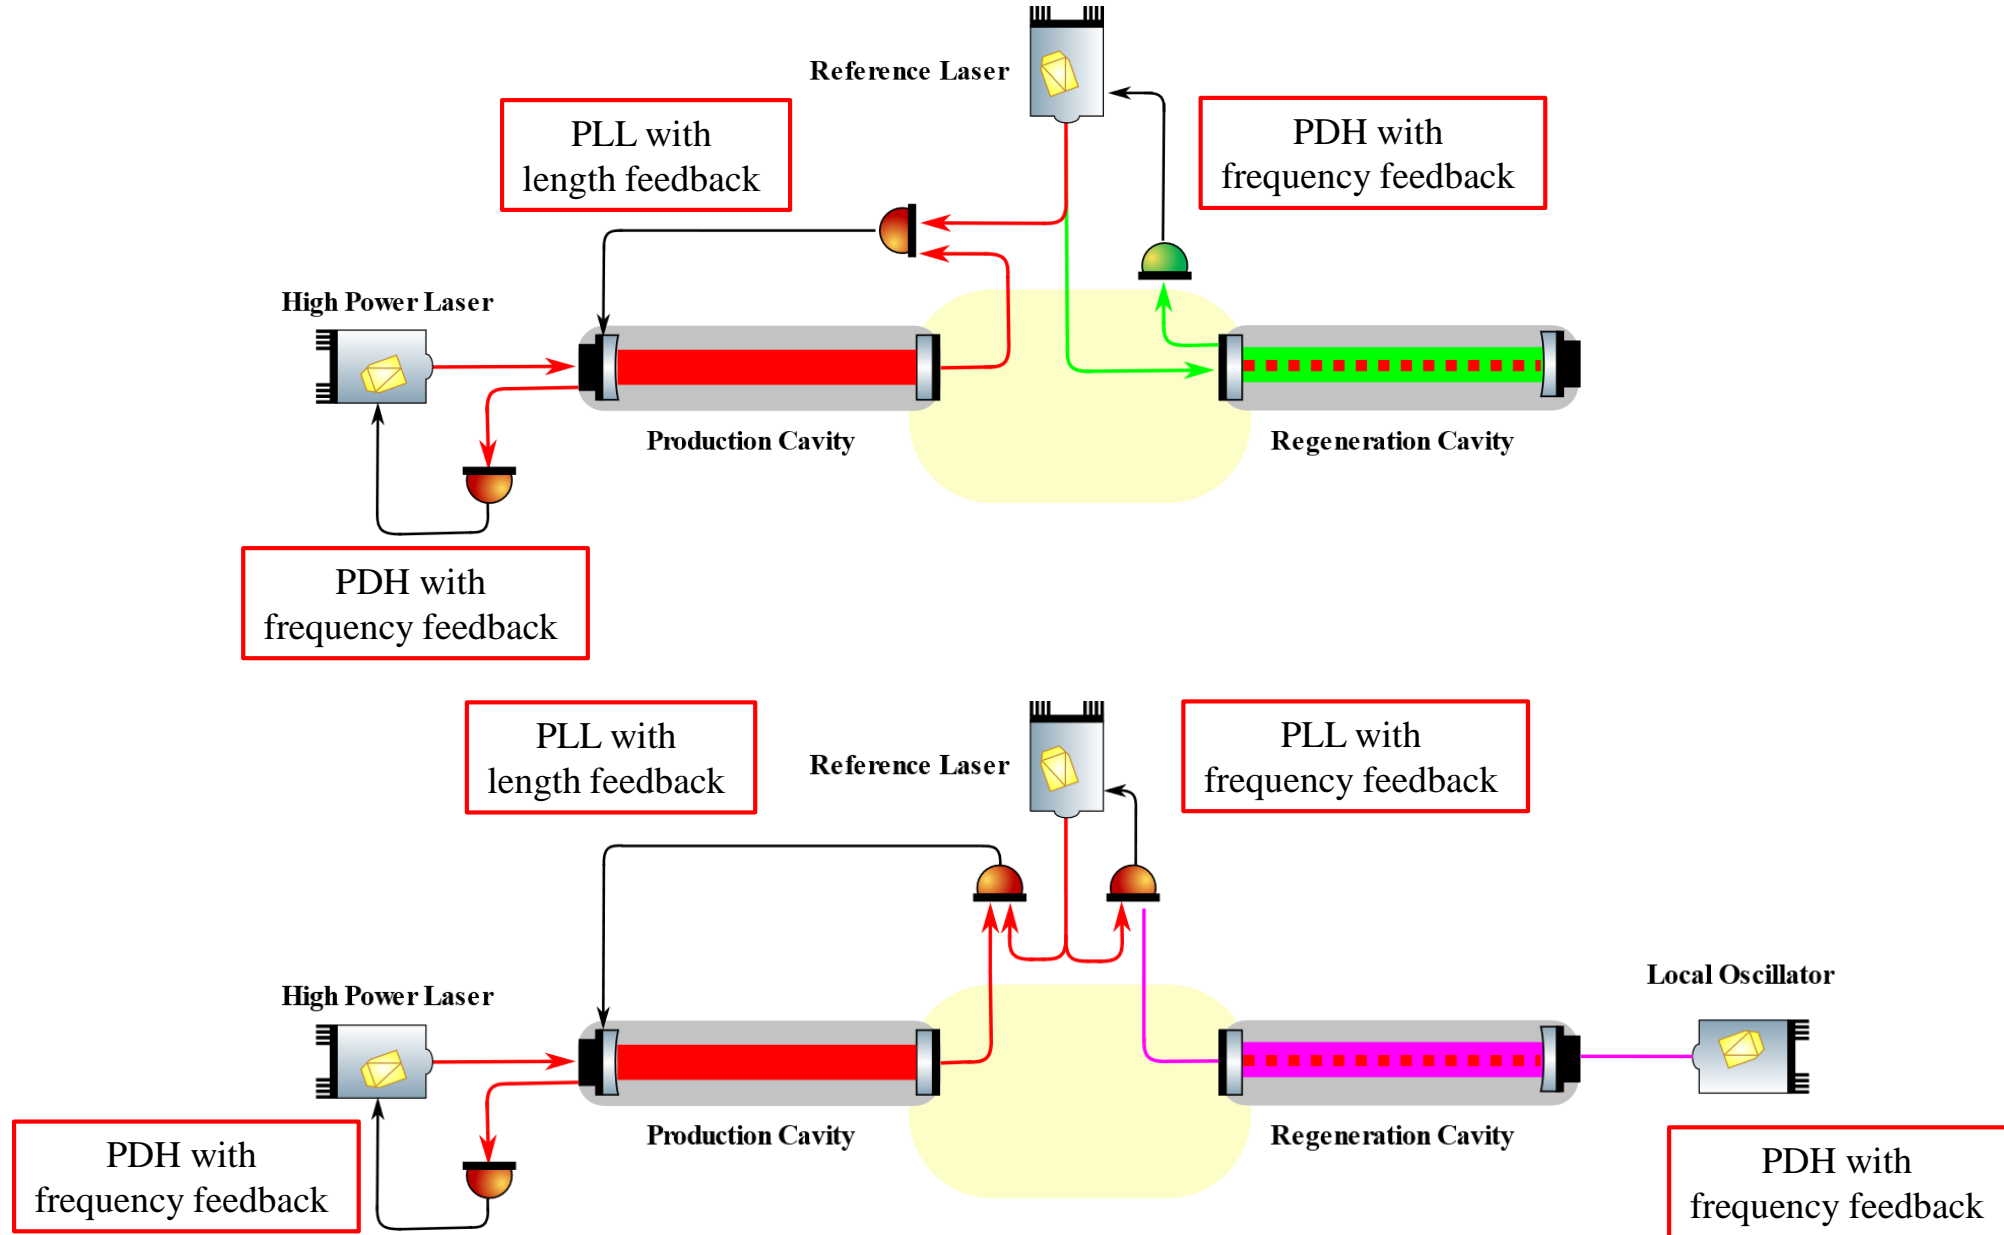 Reference Laser
PLL with
length feedback
PDH with
frequency feedback
High Power Laser
Production Cavity
Regeneration Cavity
PDH with
frequency feedback
PLL with
length feedback
Reference Laser
PLL with
frequency feedback
High Power Laser
Local Oscillator
Production Cavity
Regeneration Cavity
PDH with
frequency feedback
PDH with
frequency feedback